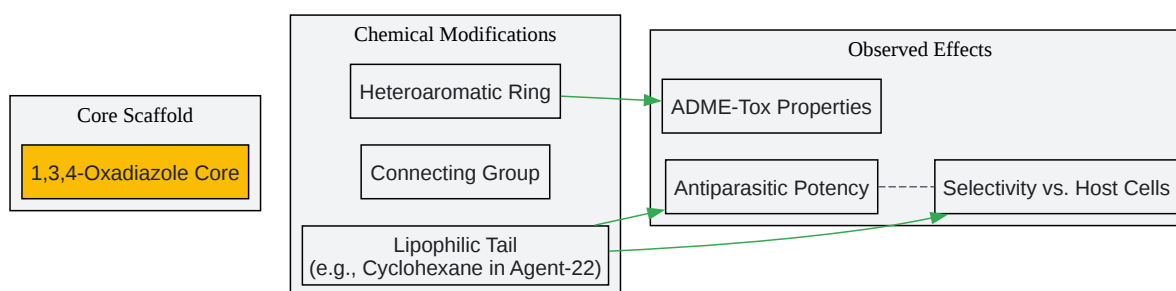 Core Scaffold
1,3,4-Oxadiazole Core
Chemical Modifications
Heteroaromatic Ring
Connecting Group
Lipophilic Tail
(e.g., Cyclohexane in Agent-22)
Observed Effects
ADME-Tox Properties
Antiparasitic Potency
Selectivity vs. Host Cells